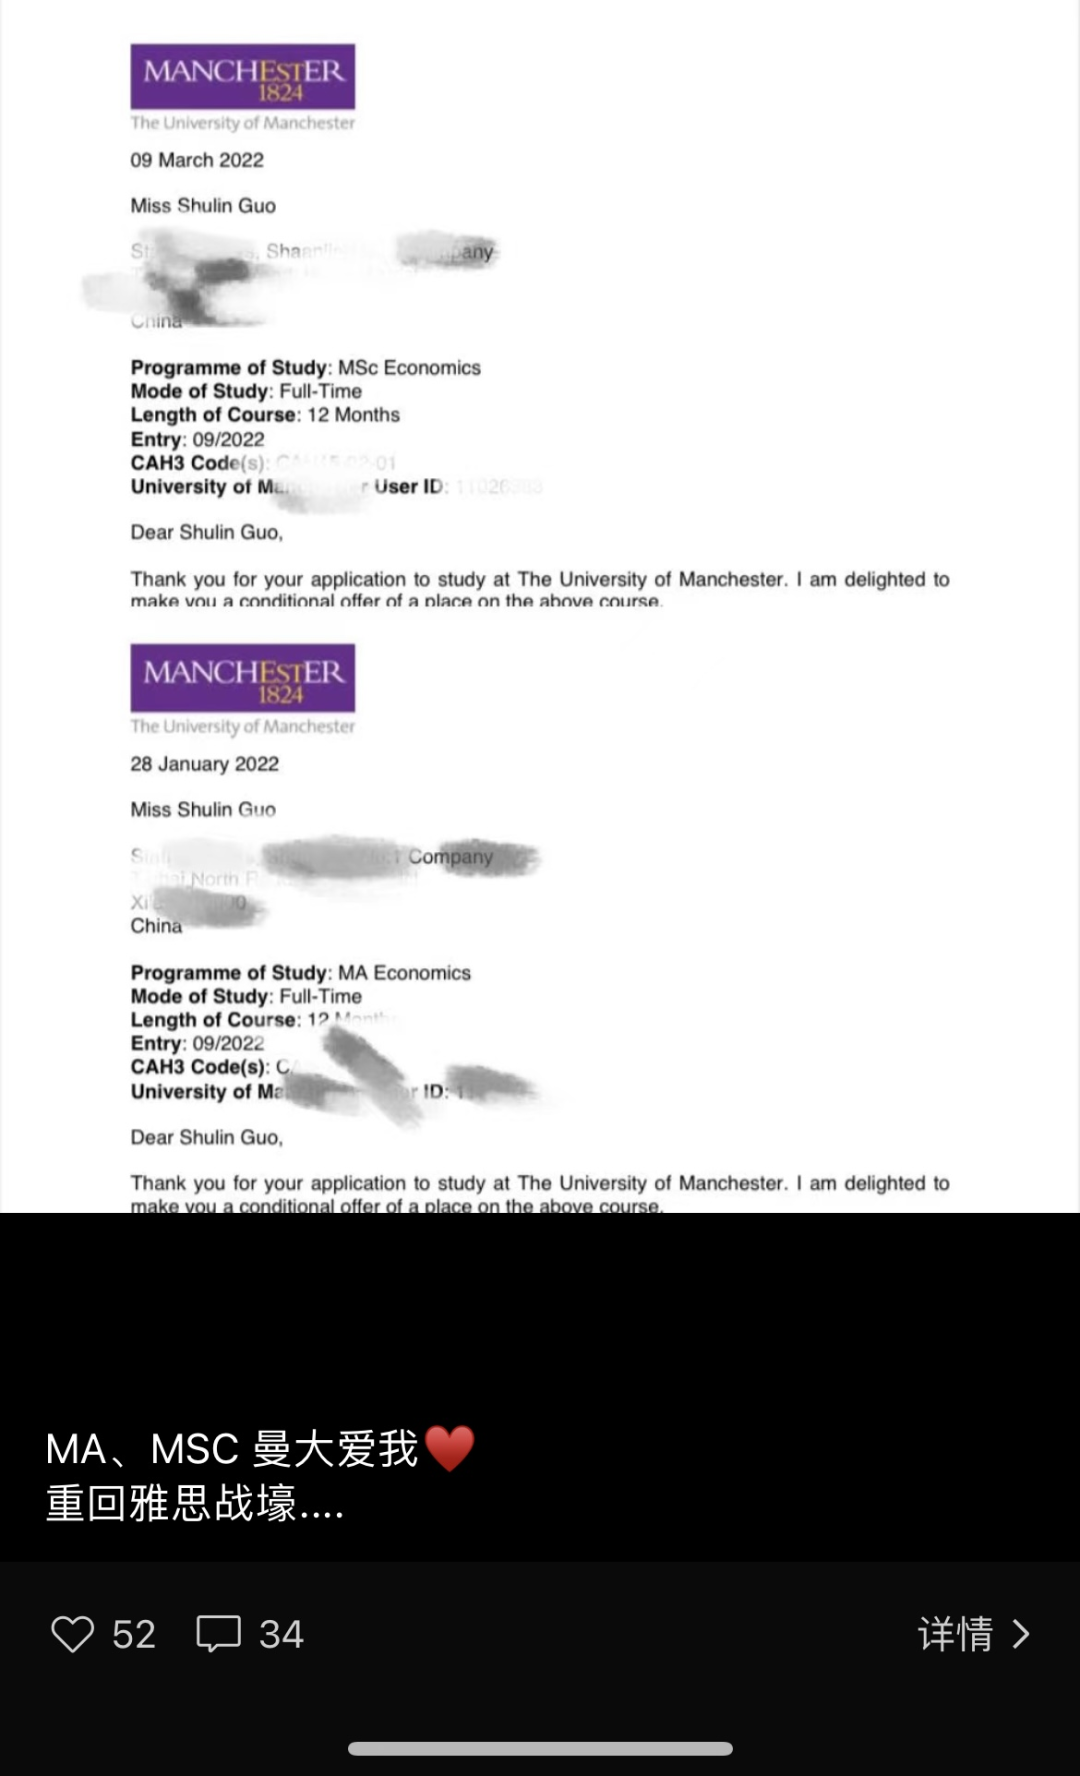 MANCHESTER
1824
The University of Manchester
09 March 2022
Miss Shulin Guo
China
Programme of Study: MSc Economics
Mode of Study: Full-Time
Length of Course: 12 Months
Entry: 09/2022
CAH3 Code(s):
University of User ID:
Dear Shulin Guo,
Thank you for your application to study at The University of Manchester. I am delighted to
make you a conditional offer of a place on the above course.
MANCHESTER
1824
The University of Manchester
28 January 2022
Miss Shulin Guo
Company
North
China
Programme of Study: MA Economics
Mode of Study: Full-Time
Length of Course: 12 Months
Entry: 09/2022
CAH3 Code(s):
University of ID:
Dear Shulin Guo,
Thank you for your application to study at The University of Manchester. I am delighted to
make you a conditional offer of a place on the above course.
MA、MSC 曼大爱我♥️
重回雅思战壕....
52 34 详情 >